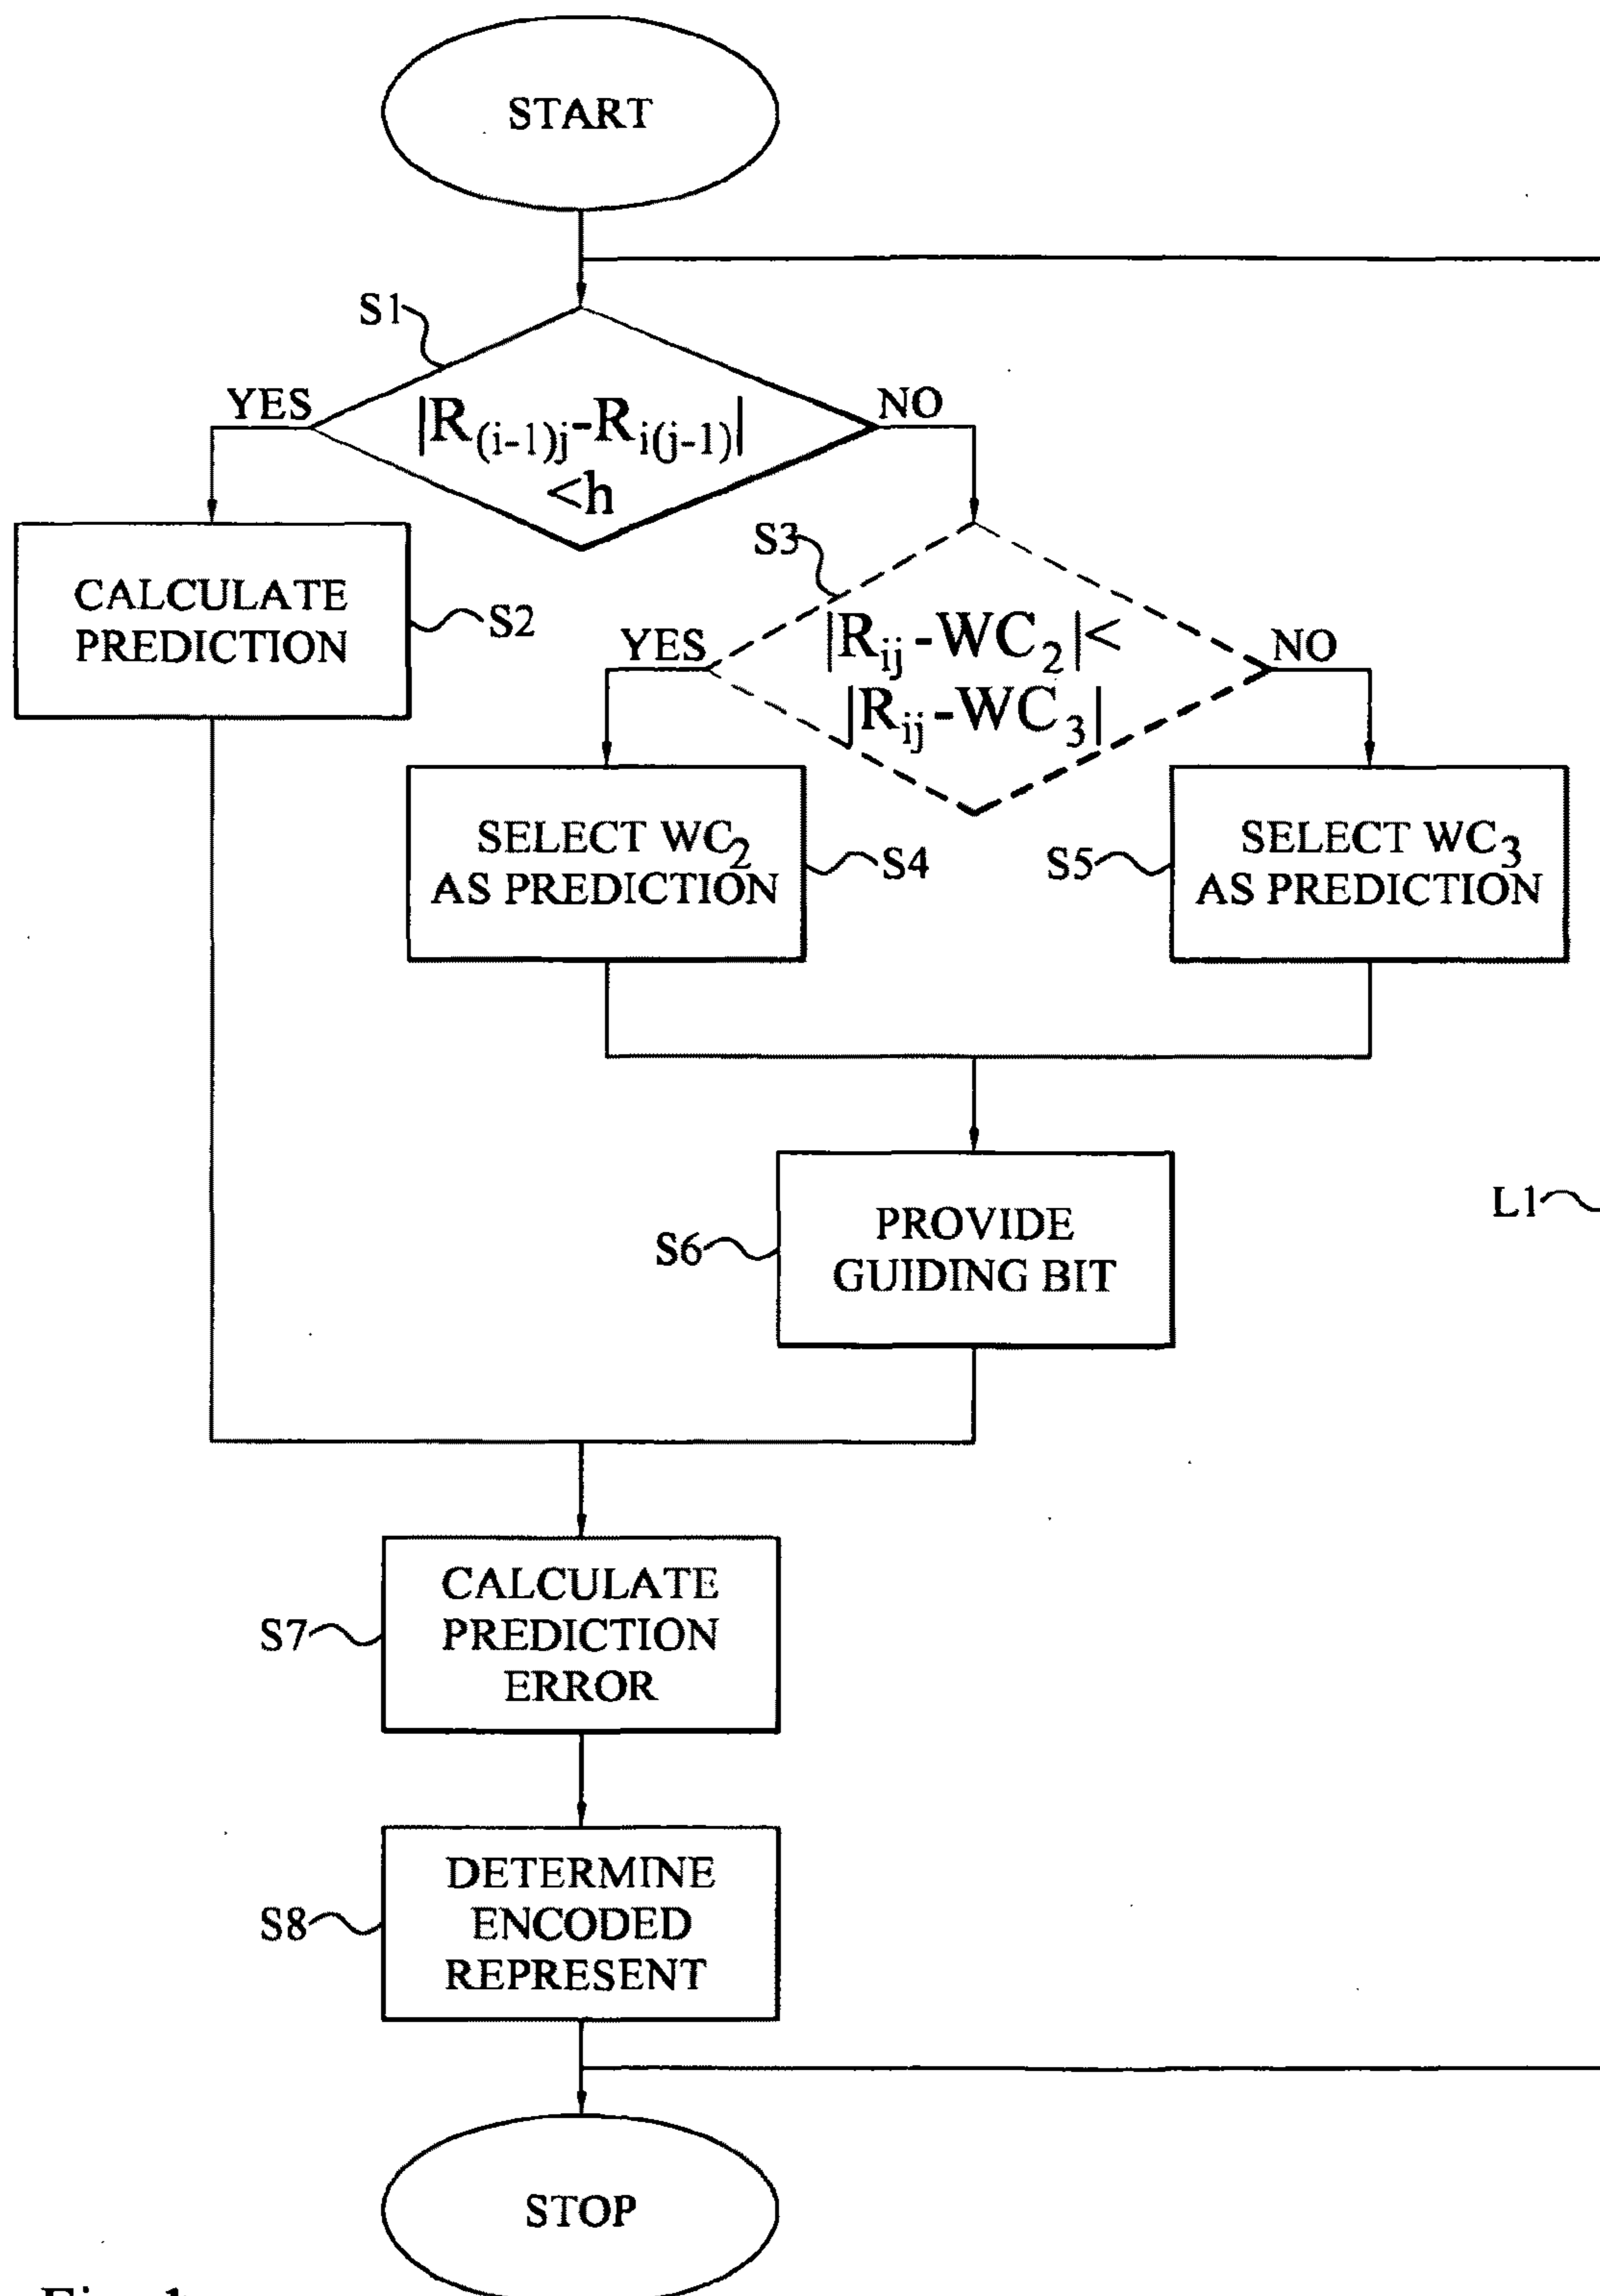 START
S1
YES
NO
|R(i-1)j-Ri(j-1)|
<h
S3
CALCULATE
PREDICTION
S2
YES
NO
|Rij-WC2|<
|Rij-WC3|
SELECT WC2
AS PREDICTION
S4
S5
SELECT WC3
AS PREDICTION
S6
PROVIDE
GUIDING BIT
L1
S7
CALCULATE
PREDICTION
ERROR
S8
DETERMINE
ENCODED
REPRESENT
STOP